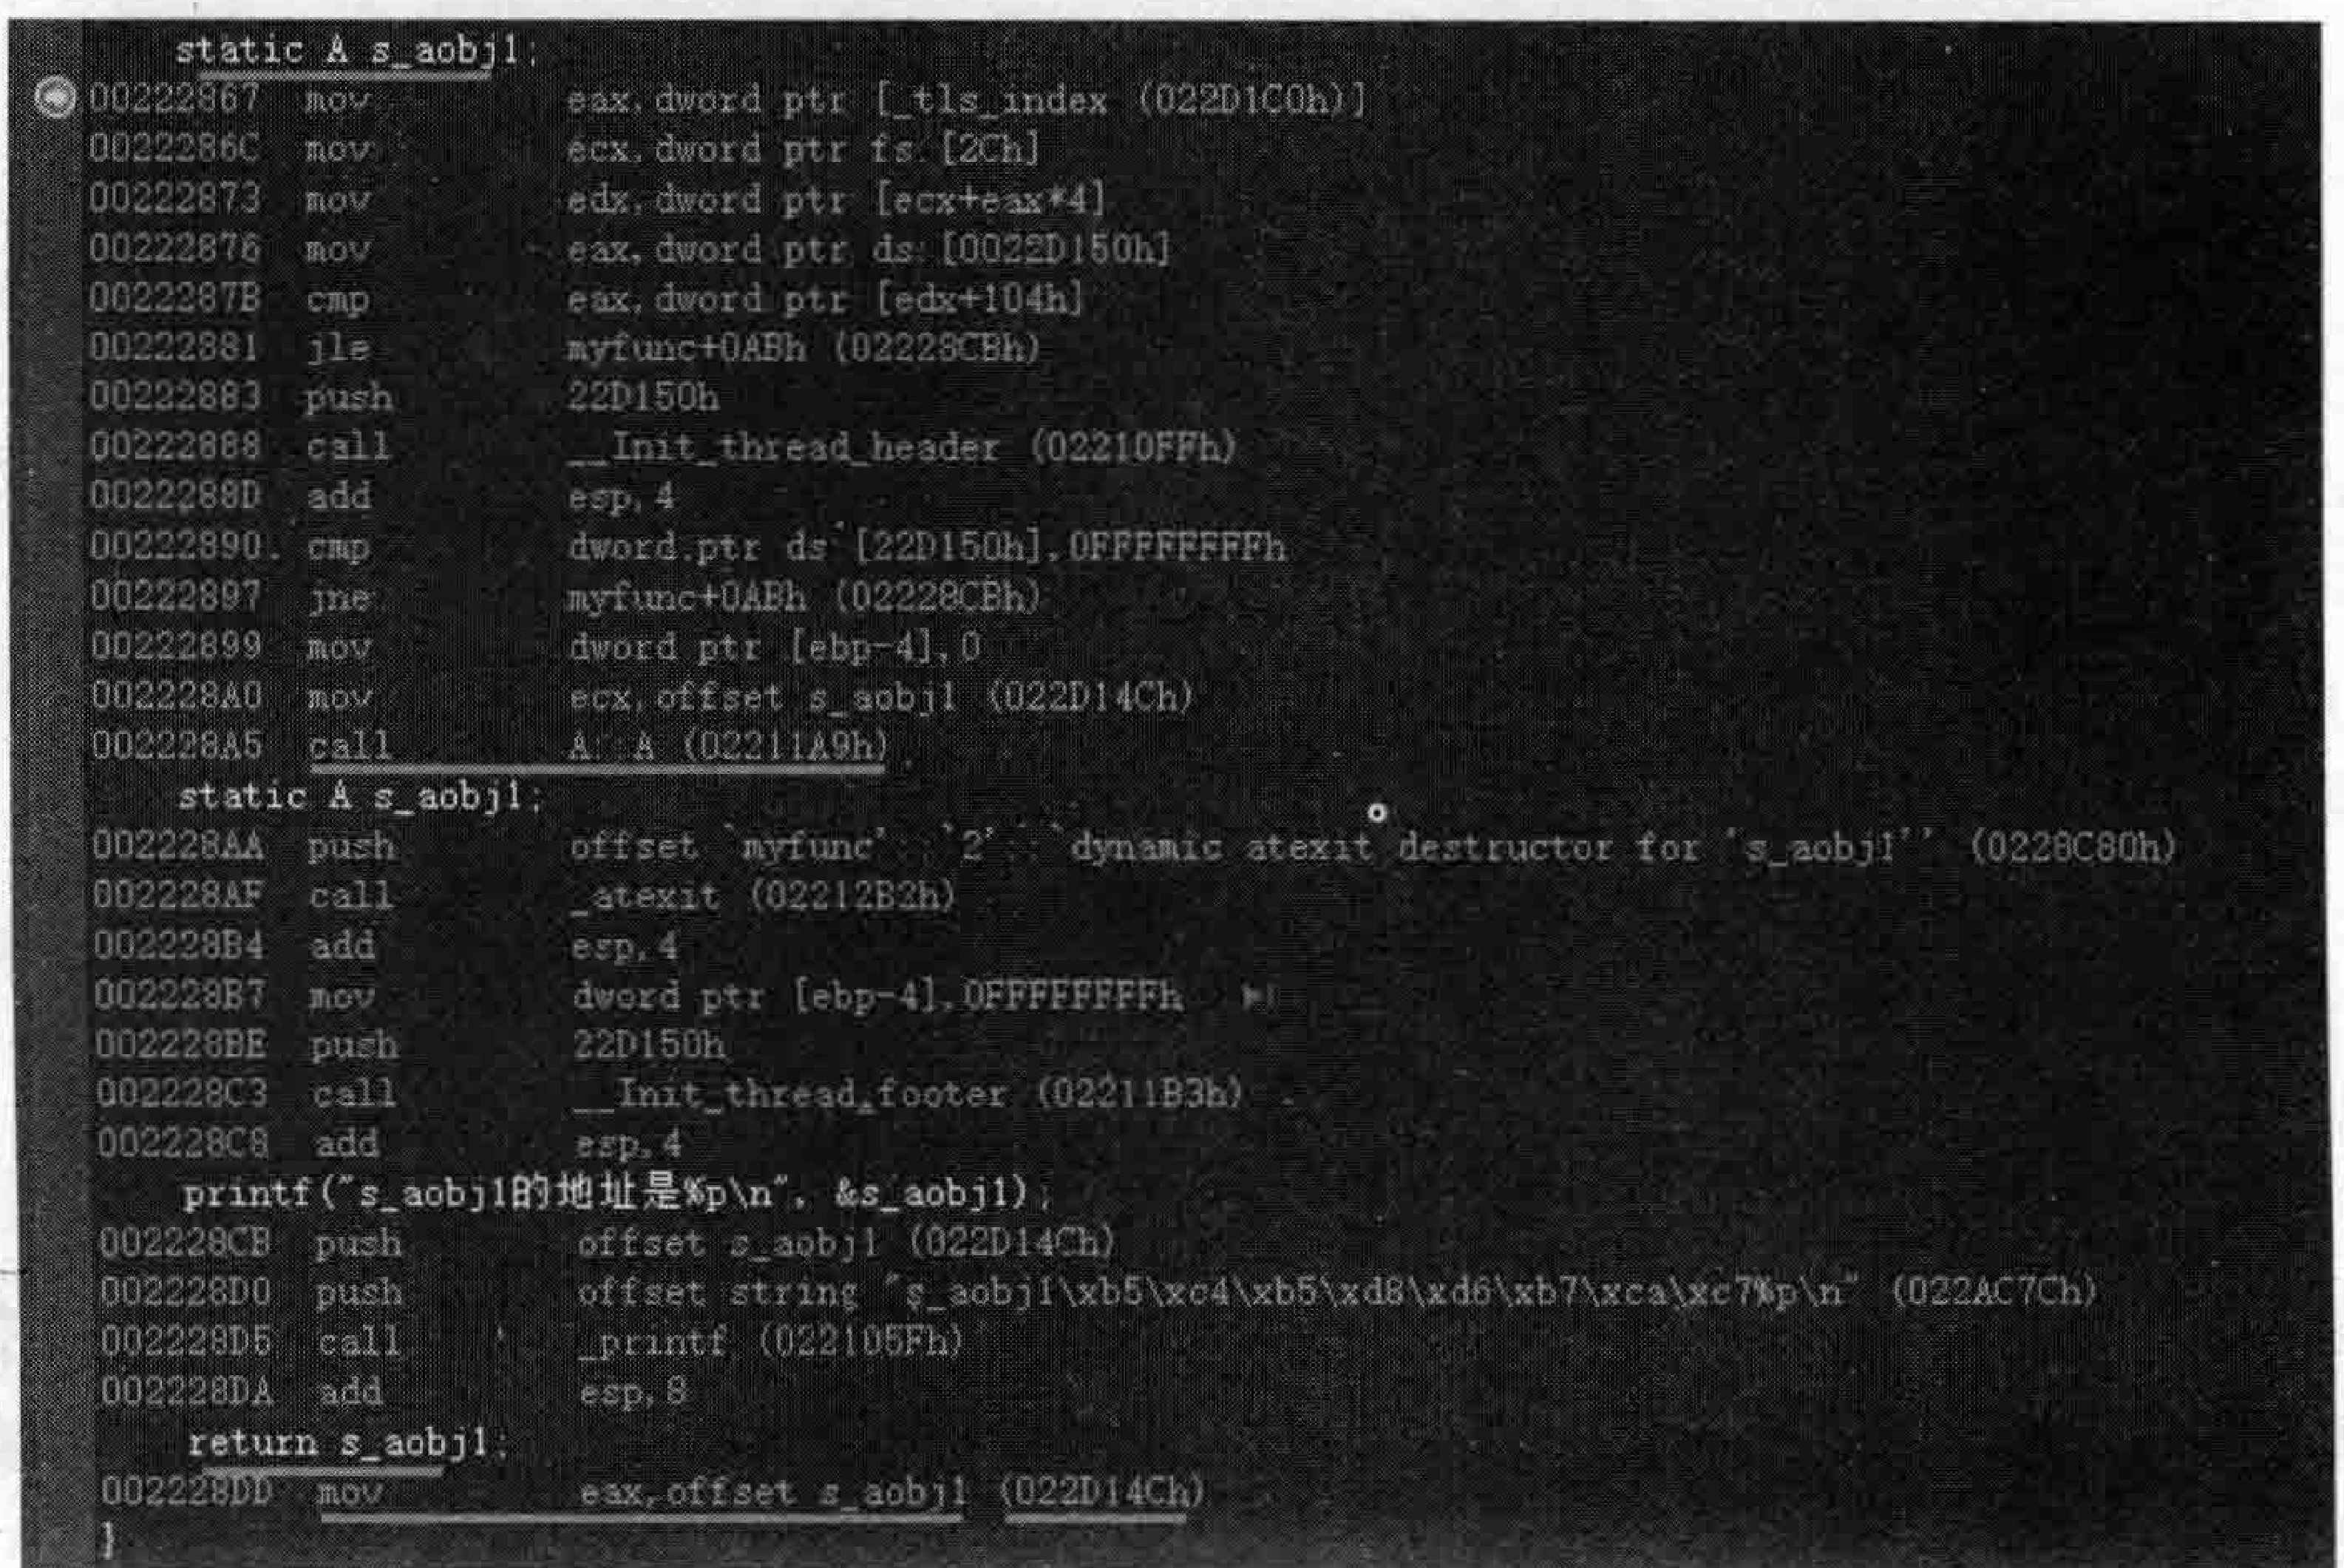 static A s_aobj1;
00222867 mov eax,dword ptr [_tls_index (022D1C0h)]
0022286C mov ecx,dword ptr fs:[2Ch]
00222873 mov edx,dword ptr [ecx+eax*4]
00222876 mov eax,dword ptr ds:[0022D150h]
0022287B cmp eax,dword ptr [edx+104h]
00222881 jle myfunc+0ABh (02228CBh)
00222883 push 22D150h
00222888 call __Init_thread_header (02210FFh)
0022288D add esp,4
00222890 cmp dword ptr ds:[22D150h],0FFFFFFFFh
00222897 jne myfunc+0ABh (02228CBh)
00222899 mov dword ptr [ebp-4],0
002228A0 mov ecx,offset s_aobj1 (022D14Ch)
002228A5 call A::A (02211A9h)
static A s_aobj1;
002228AA push offset `myfunc'::`2'::`dynamic atexit destructor for 's_aobj1'' (0228C80h)
002228AF call _atexit (02212B2h)
002228B4 add esp,4
002228B7 mov dword ptr [ebp-4],0FFFFFFFFh
002228BE push 22D150h
002228C3 call __Init_thread_footer (02211B3h)
002228C8 add esp,4
printf("s_aobj1的地址是%p\n", &s_aobj1);
002228CB push offset s_aobj1 (022D14Ch)
002228D0 push offset string "s_aobj1\xb5\xc4\xb5\xd8\xd6\xb7\xca\xc7%p\n" (022AC7Ch)
002228D5 call _printf (022105Fh)
002228DA add esp,8
return s_aobj1;
002228DD mov eax,offset s_aobj1 (022D14Ch)
}